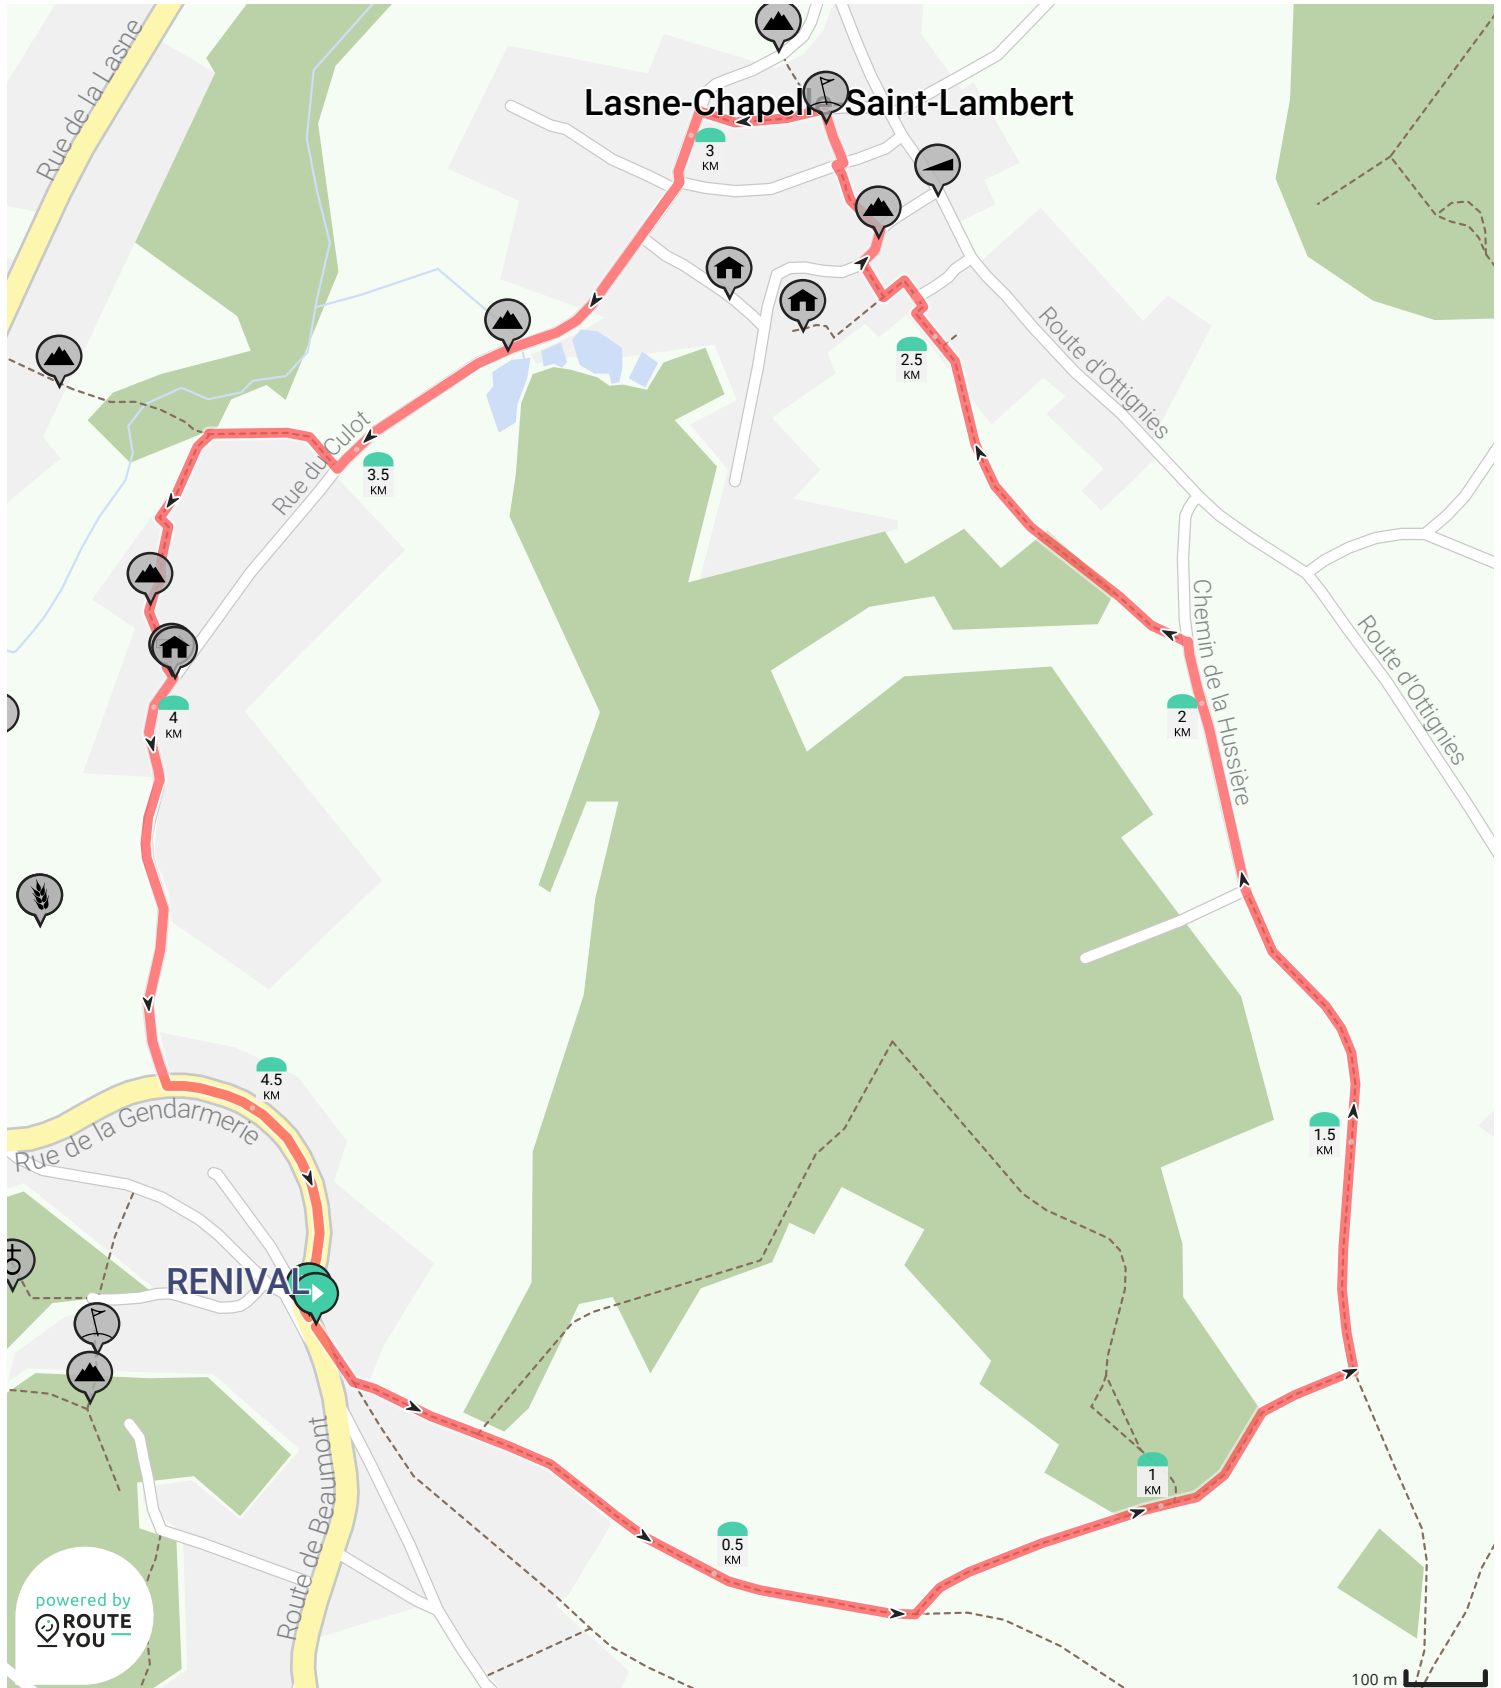 Rue de la Lasne
Lasne-Chapelle-Saint-Lambert
3
KM
2.5
KM
Route d'Ottignies
Rue du Culot
3.5
KM
Chemin de la Hussière
Route d'Ottignies
2
KM
4
KM
4.5
KM
Rue de la Gendarmerie
1.5
KM
RENIVAL
Route de Beaumont
1
KM
0.5
KM
powered by
ROUTE
YOU
100 m